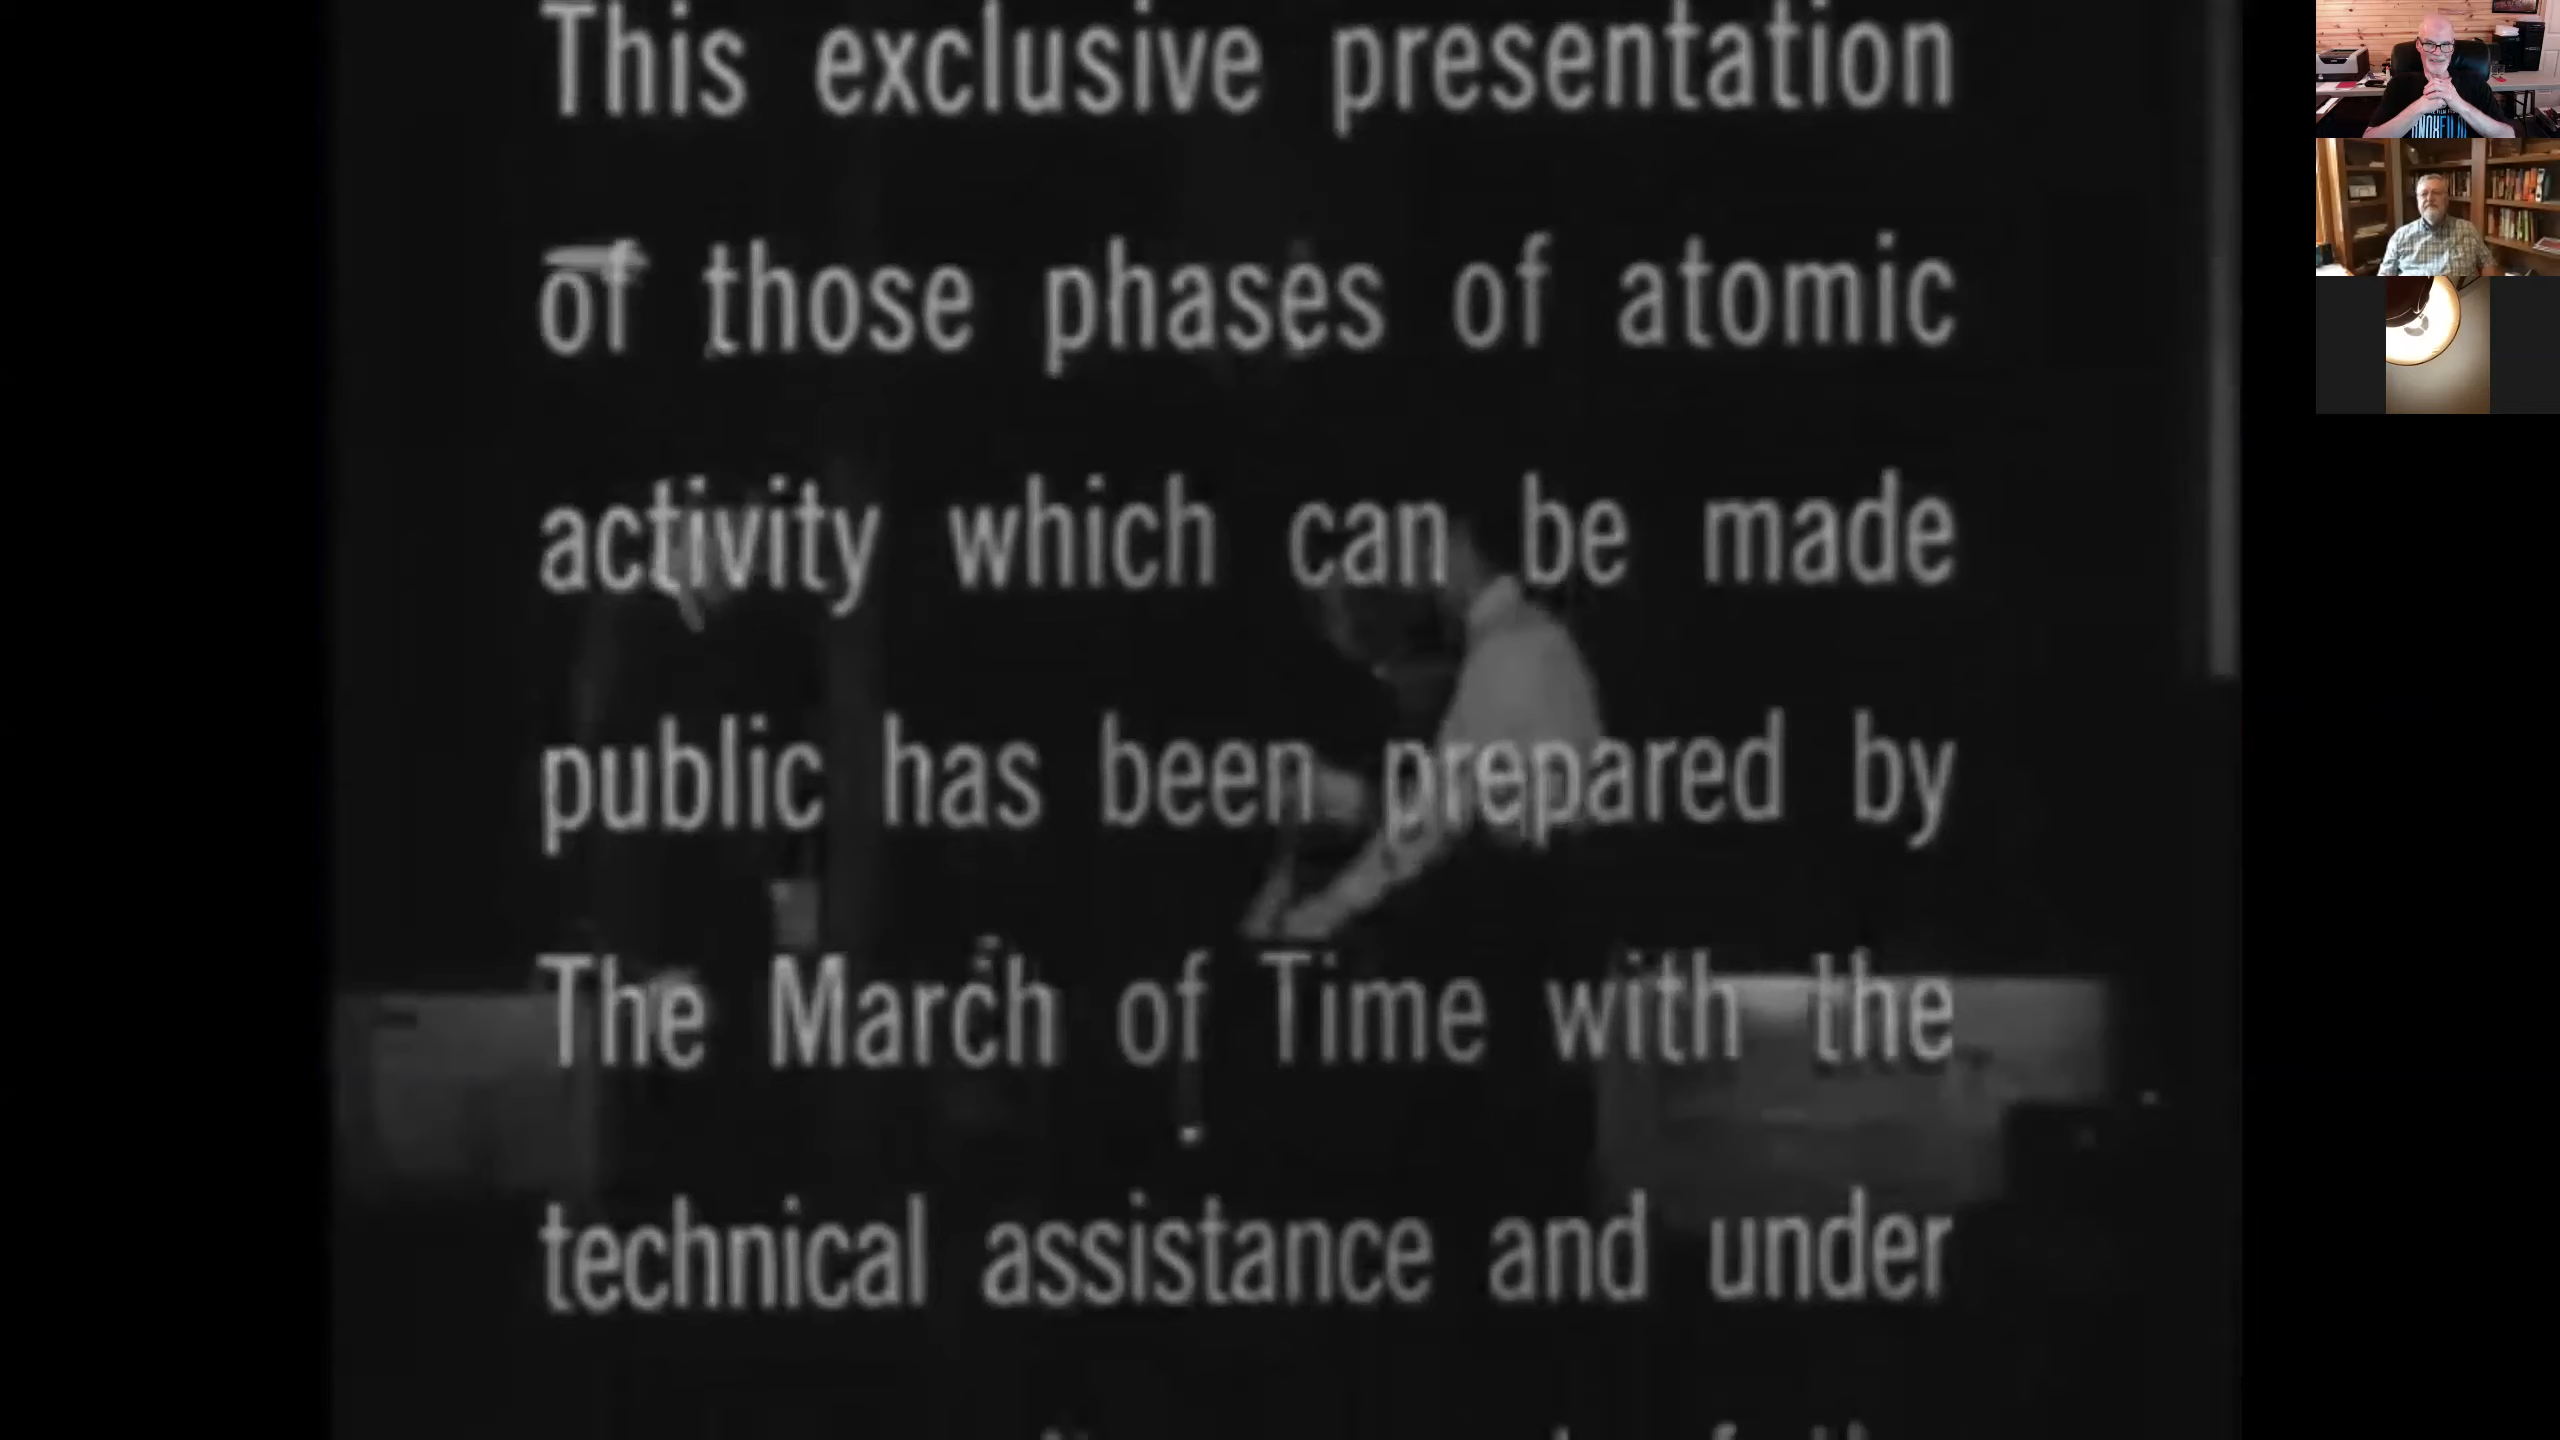 This exclusive presentation
of those phases of atomic
activity which can be made
public has been prepared by
The March of Time with the
technical assistance and under